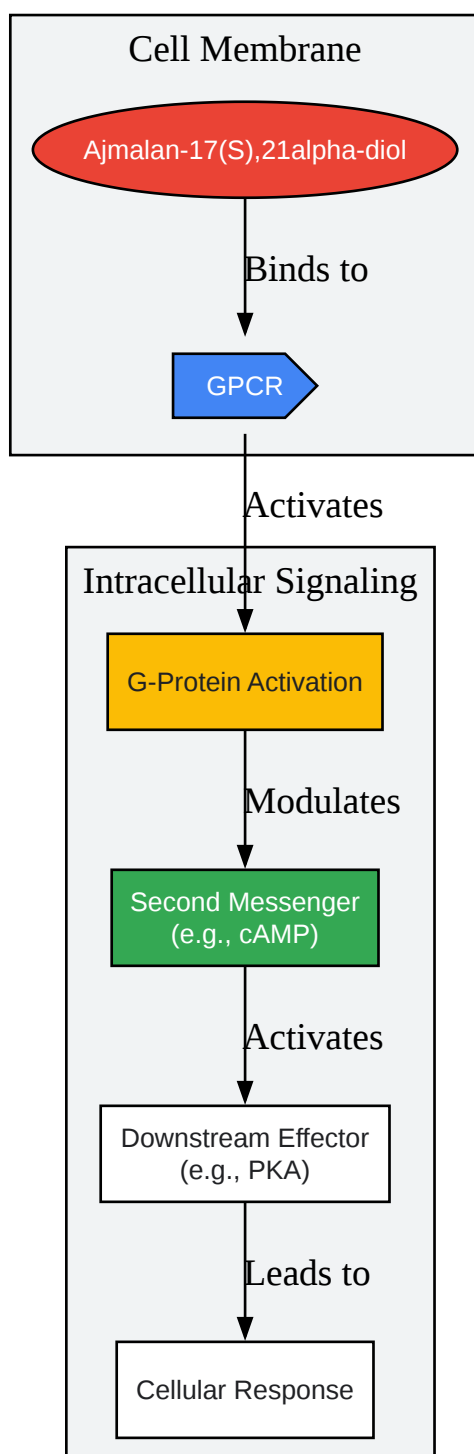 Cell Membrane
Ajmalan-17(S),21alpha-diol
Binds to
GPCR
Activates
Intracellular Signaling
G-Protein Activation
Modulates
Second Messenger
(e.g., cAMP)
Activates
Downstream Effector
(e.g., PKA)
Leads to
Cellular Response